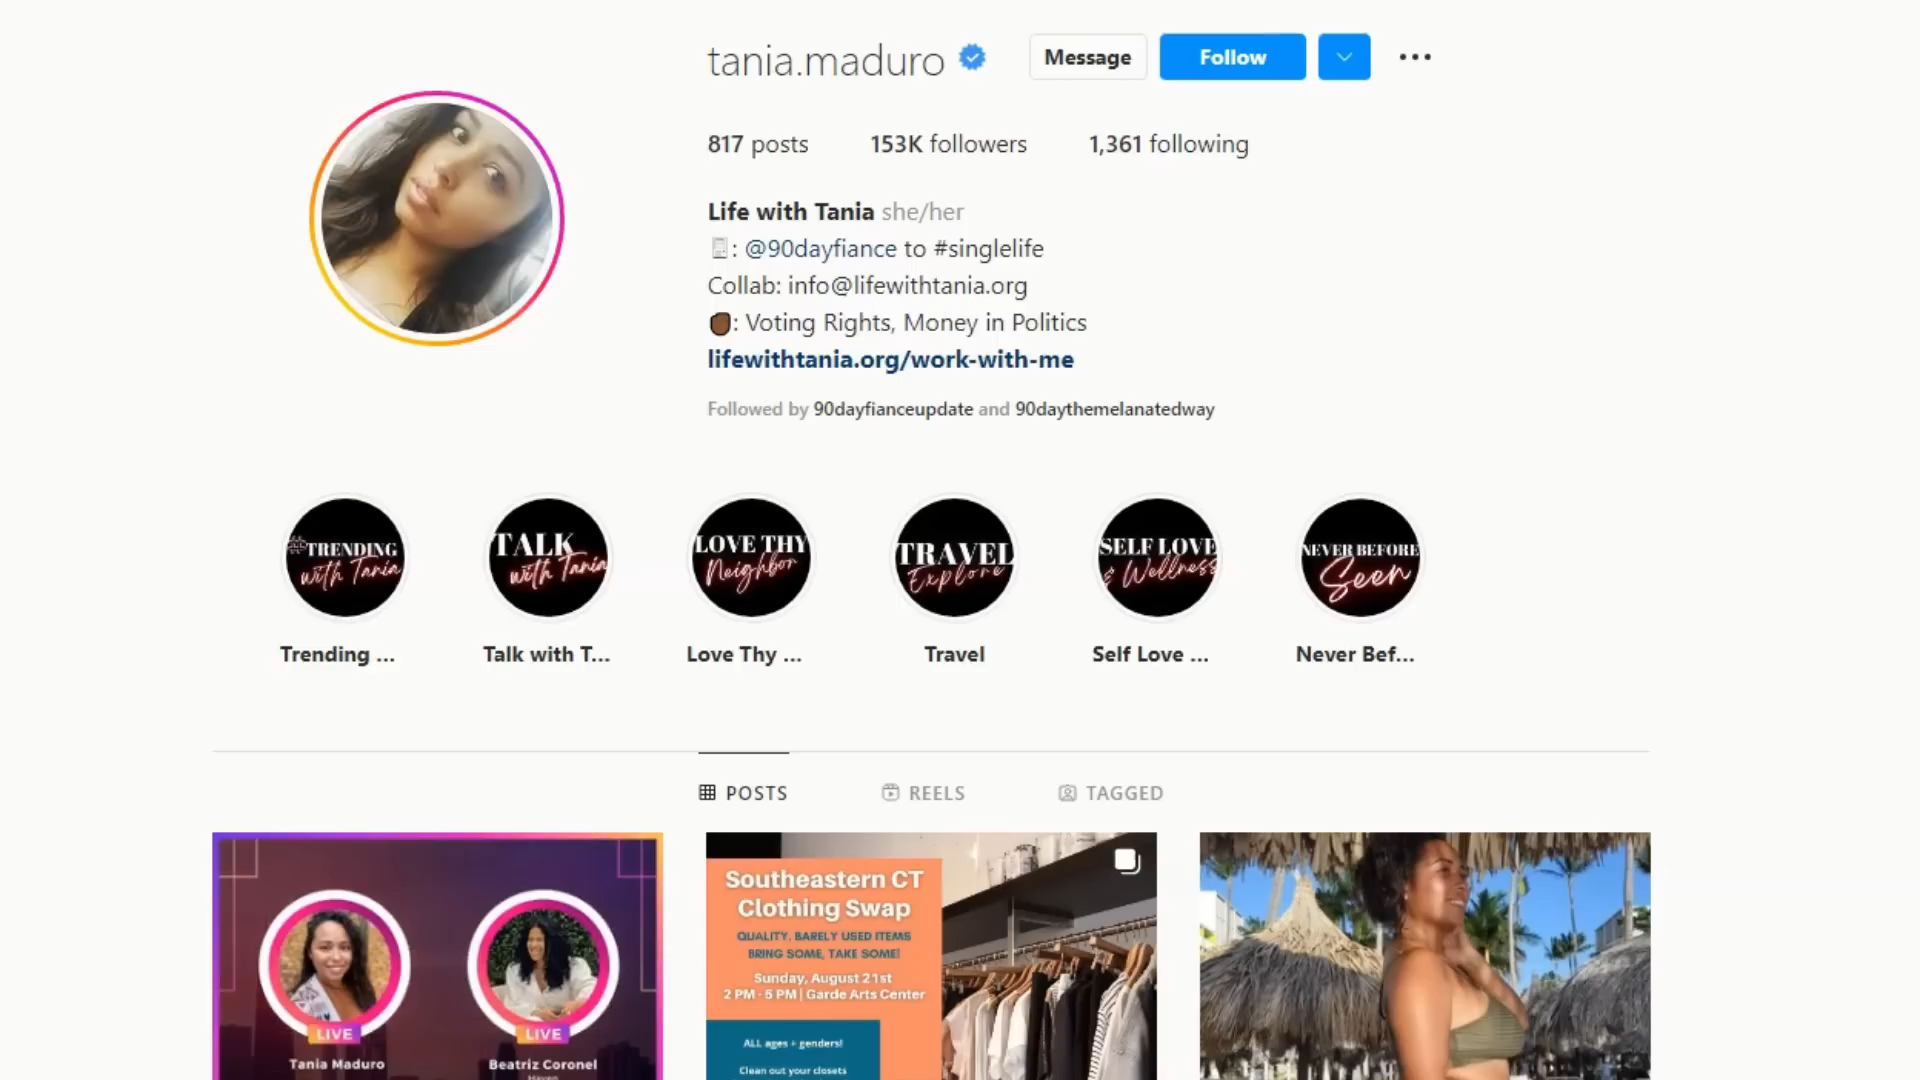 tania.maduro
Message
Follow
817 posts
153K followers
1,361 following
Life with Tania she/her
: @90dayfiance to #singlelife
Collab: info@lifewithtania.org
: Voting Rights, Money in Politics
lifewithtania.org/work-with-me
Followed by 90dayfianceupdate and 90daythemelanatedway
TRENDING
with Tania
TALK
with Tania
LOVE THY
Neighbor
TRAVEL
Explore
SELF LOVE
& Wellness
NEVER BEFORE
Seen
Trending ...
Talk with T...
Love Thy ...
Travel
Self Love ...
Never Bef...
POSTS
REELS
TAGGED
LIVE
Tania Maduro
LIVE
Beatriz Coronel
Haven
Southeastern CT
Clothing Swap
QUALITY, BARELY USED ITEMS
BRING SOME, TAKE SOME!
Sunday, August 21st
2 PM - 5 PM | Garde Arts Center
ALL ages + genders!
Clean out your closets